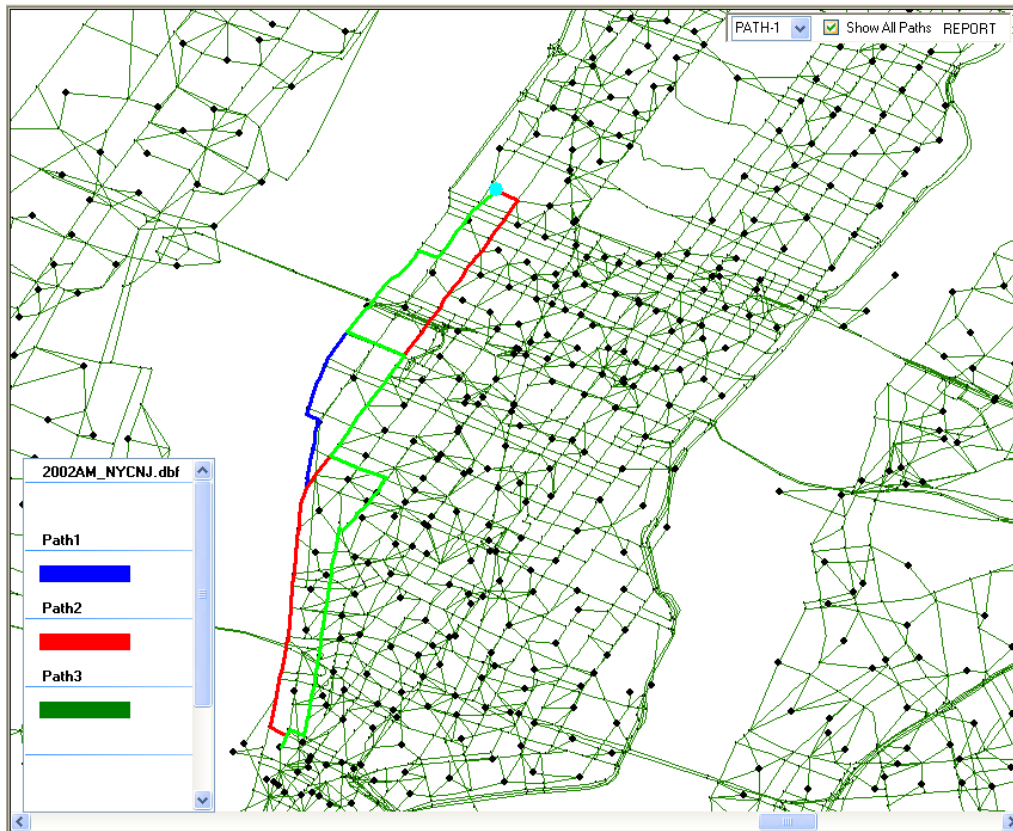 PATH-1 Show All Paths REPORT
2002AM_NYCNJ.dbf
Path1
Path2
Path3